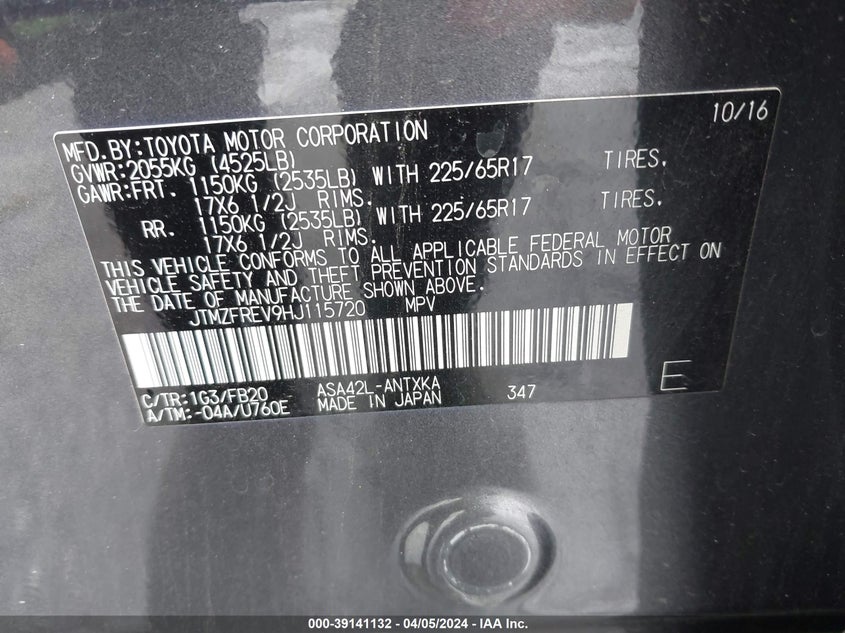 10/16
MFD.BY:TOYOTA MOTOR CORPORATION
GVWR:2055KG (4525LB)
GAWR:FRT. 1150KG (2535LB) WITH 225/65R17 TIRES,
17X6 1/2J RIMS.
RR. 1150KG (2535LB) WITH 225/65R17 TIRES,
17X6 1/2J RIMS.
THIS VEHICLE CONFORMS TO ALL APPLICABLE FEDERAL MOTOR
VEHICLE SAFETY AND THEFT PREVENTION STANDARDS IN EFFECT ON
THE DATE OF MANUFACTURE SHOWN ABOVE.
JTMZFREV9HJ115720 MPV
C/TR:1G3/FB20 ASA42L-ANTXKA
A/TM:-04A/U760E MADE IN JAPAN 347 E
000-39141132 - 04/05/2024 - IAA Inc.